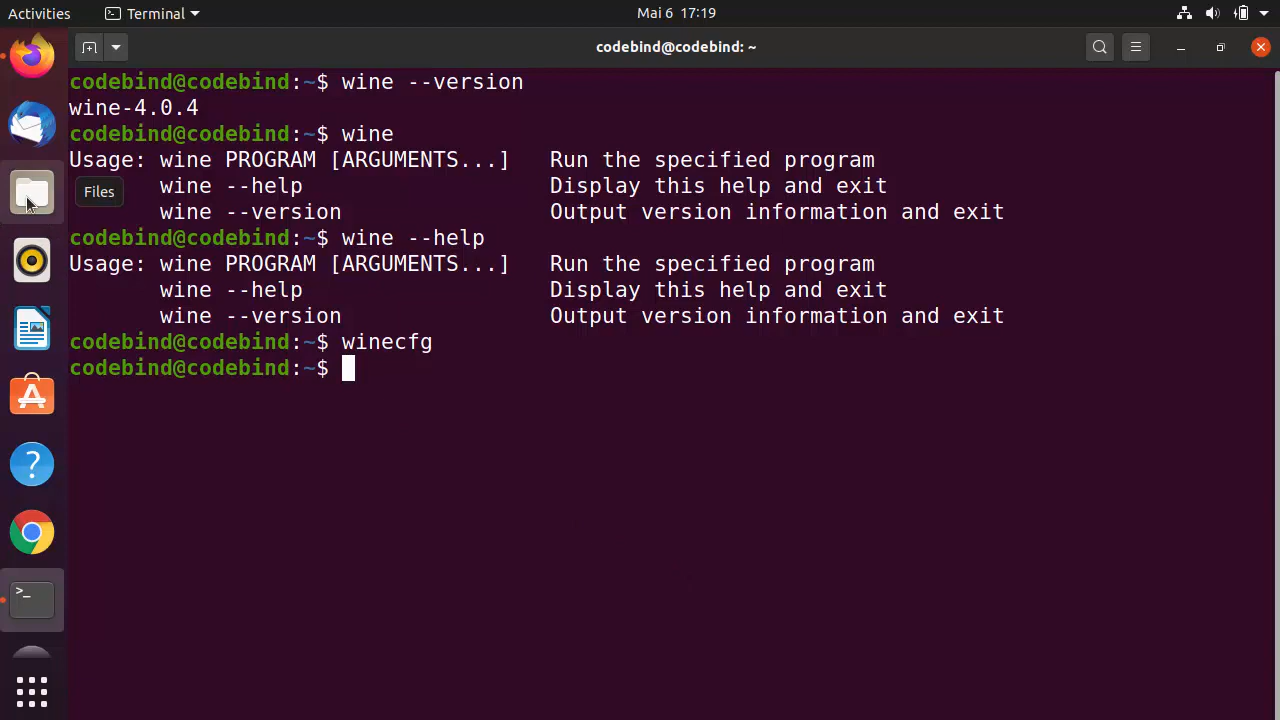 Activities Terminal Mai 6 17:19
codebind@codebind: ~
codebind@codebind:~$ wine --version
wine-4.0.4
codebind@codebind:~$ wine
Usage: wine PROGRAM [ARGUMENTS...]   Run the specified program
       wine --help                   Display this help and exit
       wine --version                Output version information and exit
codebind@codebind:~$ wine --help
Usage: wine PROGRAM [ARGUMENTS...]   Run the specified program
       wine --help                   Display this help and exit
       wine --version                Output version information and exit
codebind@codebind:~$ winecfg
codebind@codebind:~$
Files